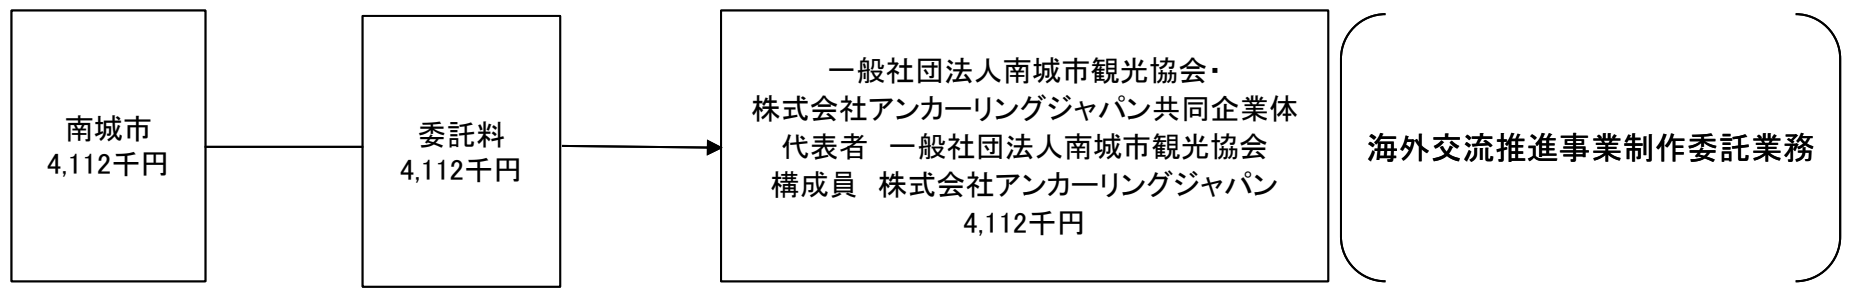 南城市
4,112千円
委託料
4,112千円
一般社団法人南城市観光協会・
株式会社アンカーリングジャパン共同企業体
代表者　一般社団法人南城市観光協会
構成員　株式会社アンカーリングジャパン
4,112千円
海外交流推進事業制作委託業務